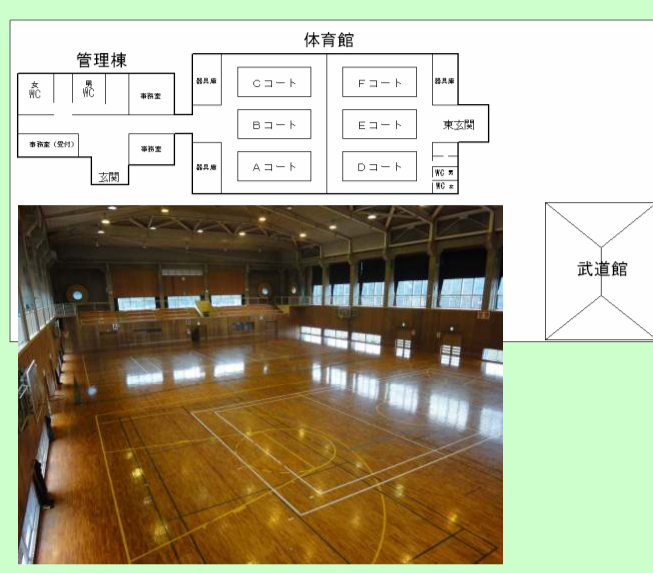 体育館
管理棟
女
WC
男
WC
事務室
事務室(受付)
事務室
玄関
器具庫
Cコート
Fコート
器具庫
Bコート
Eコート
東玄関
器具庫
Aコート
Dコート
WC 男
WC 女
武道館